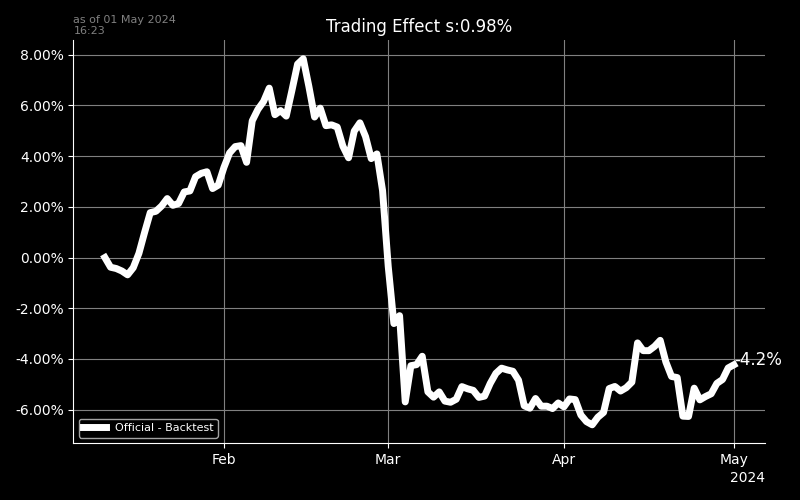 as of 01 May 2024
16:23
Trading Effect s:0.98%
8.00%
6.00%
4.00%
2.00%
0.00%
-2.00%
-4.00%
-6.00%
-4.2%
Official - Backtest
Feb
Mar
Apr
May
2024